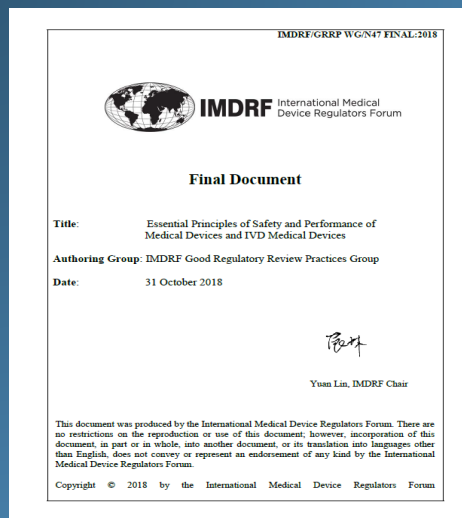 IMDRF/GRRP WG/N47 FINAL:2018
IMDRF International Medical
Device Regulators Forum
Final Document
Title: Essential Principles of Safety and Performance of
Medical Devices and IVD Medical Devices
Authoring Group: IMDRF Good Regulatory Review Practices Group
Date: 31 October 2018
Yuan Lin, IMDRF Chair
This document was produced by the International Medical Device Regulators Forum. There are
no restrictions on the reproduction or use of this document; however, incorporation of this
document, in part or in whole, into another document, or its translation into languages other
than English, does not convey or represent an endorsement of any kind by the International
Medical Device Regulators Forum.
Copyright © 2018 by the International Medical Device Regulators Forum